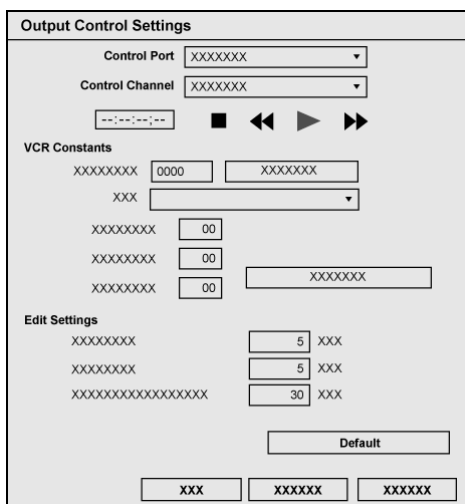 Output Control Settings
Control Port XXXXXXX
Control Channel XXXXXXX
--:--:--;--
VCR Constants
XXXXXXXX 0000 XXXXXXX
XXX
XXXXXXXX 00
XXXXXXXX 00
XXXXXXX
XXXXXXXX 00
Edit Settings
XXXXXXXX 5 XXX
XXXXXXXX 5 XXX
XXXXXXXXXXXXXXXXX 30 XXX
Default
XXX XXXXXX XXXXXX